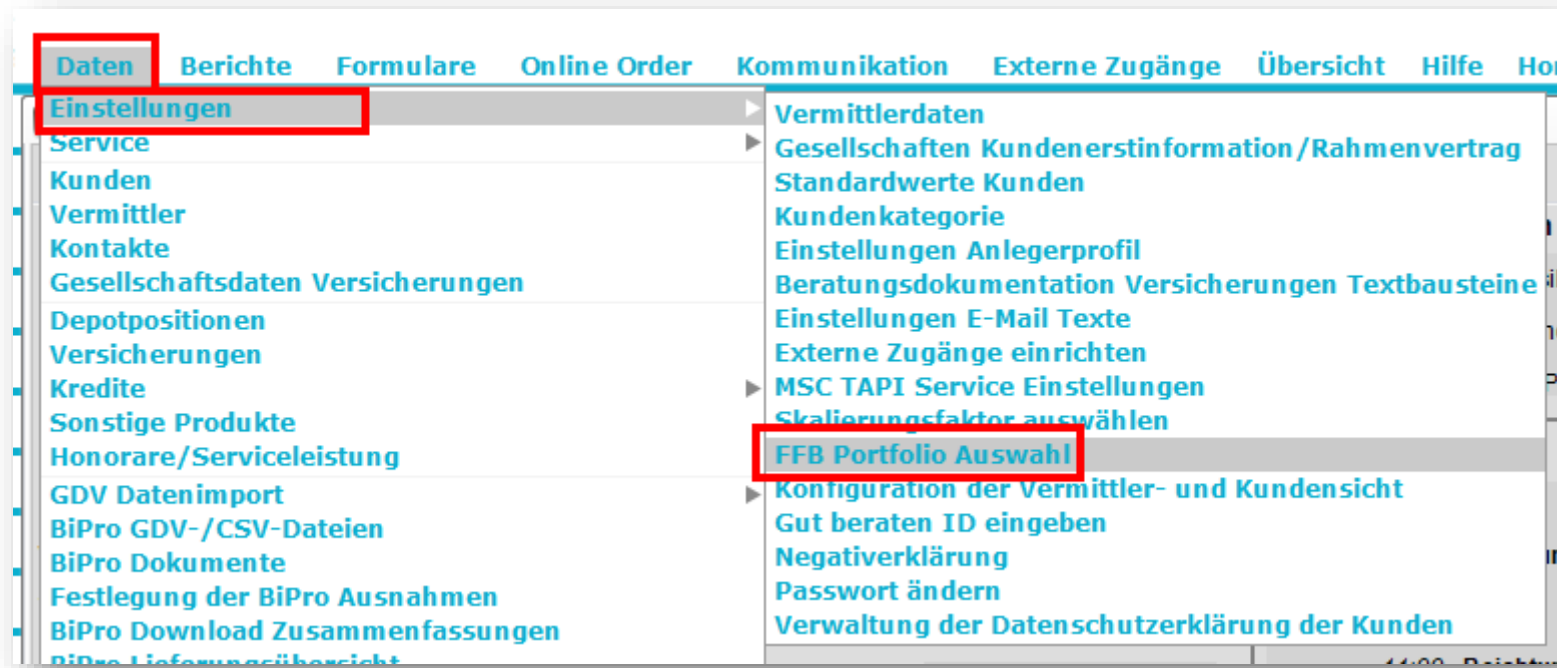 Daten Berichte Formulare Online Order Kommunikation Externe Zugänge Übersicht Hilfe
Einstellungen
Service
Kunden
Vermittler
Kontakte
Gesellschaftsdaten Versicherungen
Depotpositionen
Versicherungen
Kredite
Sonstige Produkte
Honorare/Serviceleistung
GDV Datenimport
BiPro GDV-/CSV-Dateien
BiPro Dokumente
Festlegung der BiPro Ausnahmen
BiPro Download Zusammenfassungen
BiPro Lieferungsübersicht
Vermittlerdaten
Gesellschaften Kundenerstinformation/Rahmenvertrag
Standardwerte Kunden
Kundenkategorie
Einstellungen Anlegerprofil
Beratungsdokumentation Versicherungen Textbausteine
Einstellungen E-Mail Texte
Externe Zugänge einrichten
MSC TAPI Service Einstellungen
Skalierungsfaktor auswählen
FFB Portfolio Auswahl
Konfiguration der Vermittler- und Kundensicht
Gut beraten ID eingeben
Negativerklärung
Passwort ändern
Verwaltung der Datenschutzerklärung der Kunden